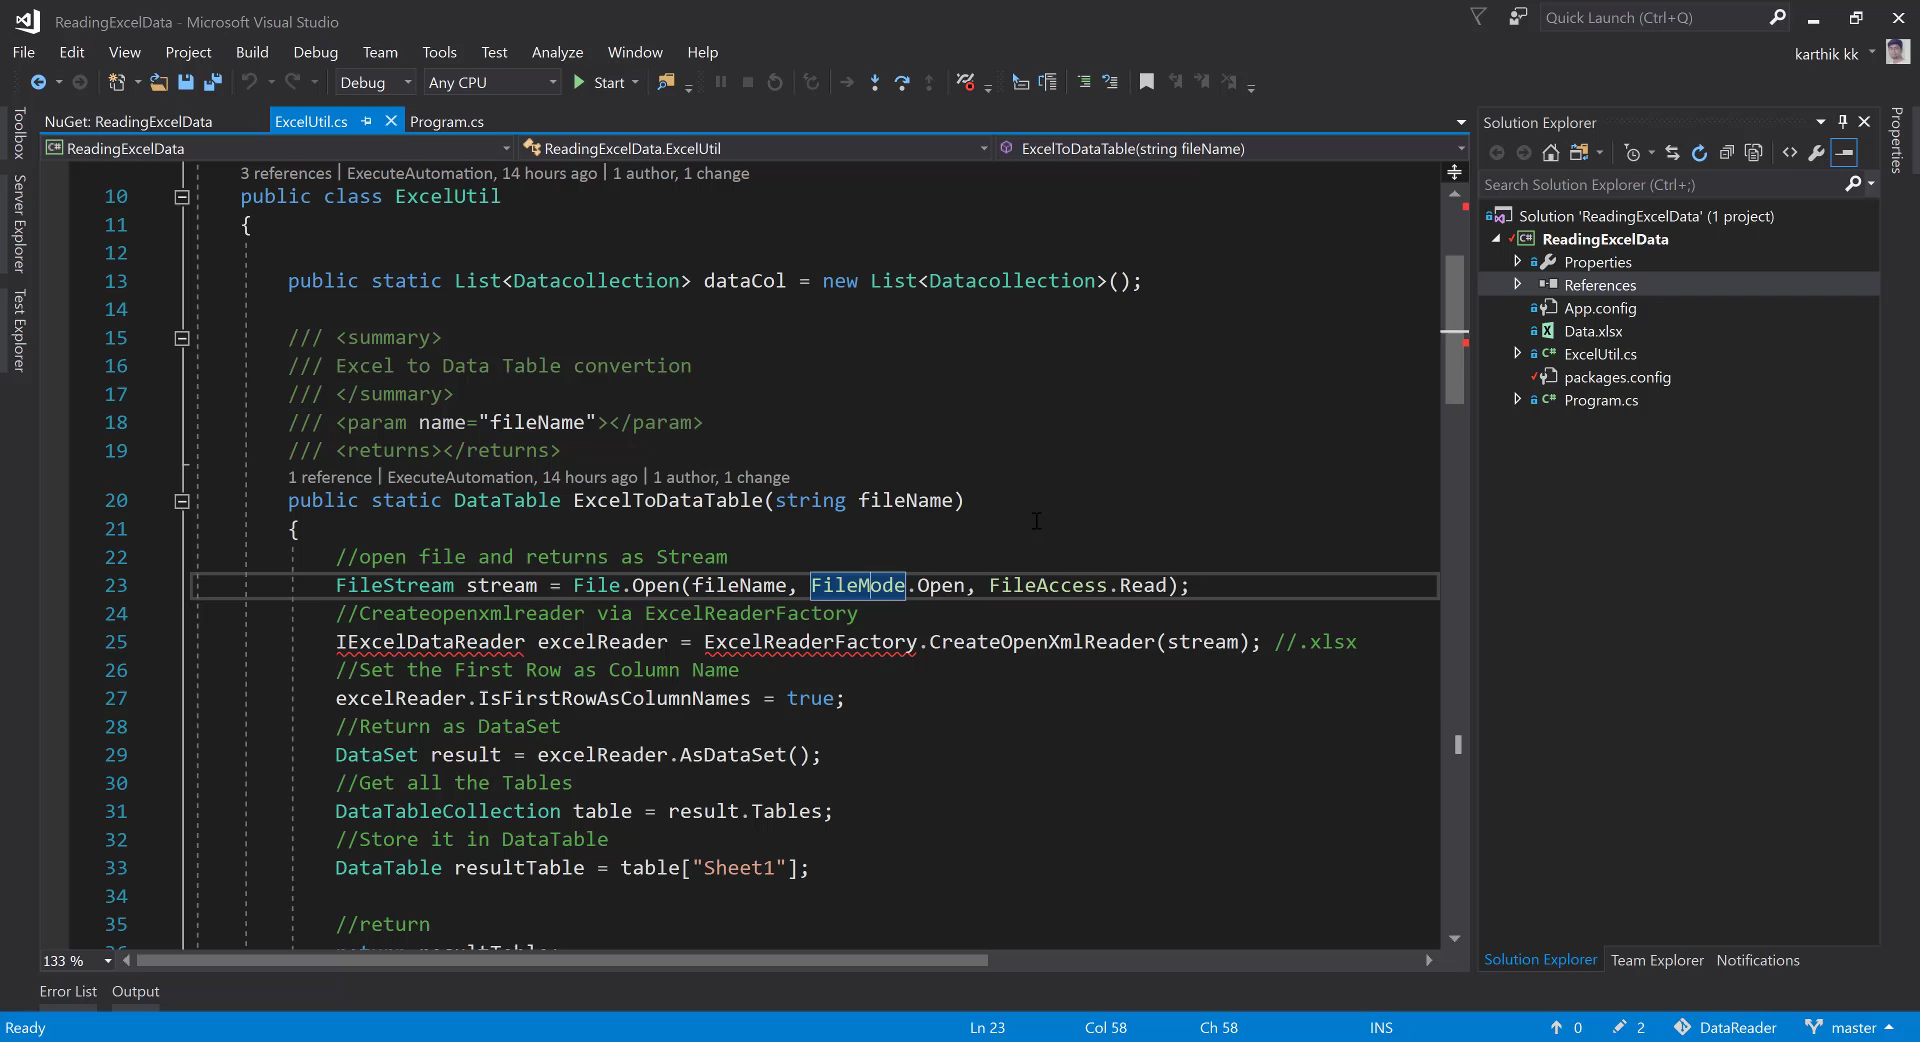 ReadingExcelData - Microsoft Visual Studio
Quick Launch (Ctrl+Q)
File Edit View Project Build Debug Team Tools Test Analyze Window Help
karthik kk
Debug Any CPU Start
NuGet: ReadingExcelData ExcelUtil.cs Program.cs
ReadingExcelData ReadingExcelData.ExcelUtil ExcelToDataTable(string fileName)
3 references | ExecuteAutomation, 14 hours ago | 1 author, 1 change
10 public class ExcelUtil
11 {
12
13 public static List<Datacollection> dataCol = new List<Datacollection>();
14
15 /// <summary>
16 /// Excel to Data Table convertion
17 /// </summary>
18 /// <param name="fileName"></param>
19 /// <returns></returns>
1 reference | ExecuteAutomation, 14 hours ago | 1 author, 1 change
20 public static DataTable ExcelToDataTable(string fileName)
21 {
22 //open file and returns as Stream
23 FileStream stream = File.Open(fileName, FileMode.Open, FileAccess.Read);
24 //Createopenxmlreader via ExcelReaderFactory
25 IExcelDataReader excelReader = ExcelReaderFactory.CreateOpenXmlReader(stream); //.xlsx
26 //Set the First Row as Column Name
27 excelReader.IsFirstRowAsColumnNames = true;
28 //Return as DataSet
29 DataSet result = excelReader.AsDataSet();
30 //Get all the Tables
31 DataTableCollection table = result.Tables;
32 //Store it in DataTable
33 DataTable resultTable = table["Sheet1"];
34
35 //return
36 return resultTable;
133 %
Toolbox
Server Explorer
Test Explorer
Solution Explorer
Search Solution Explorer (Ctrl+;)
Solution 'ReadingExcelData' (1 project)
ReadingExcelData
Properties
References
App.config
Data.xlsx
ExcelUtil.cs
packages.config
Program.cs
Solution Explorer Team Explorer Notifications
Properties
Error List Output
Ready Ln 23 Col 58 Ch 58 INS 0 2 DataReader master